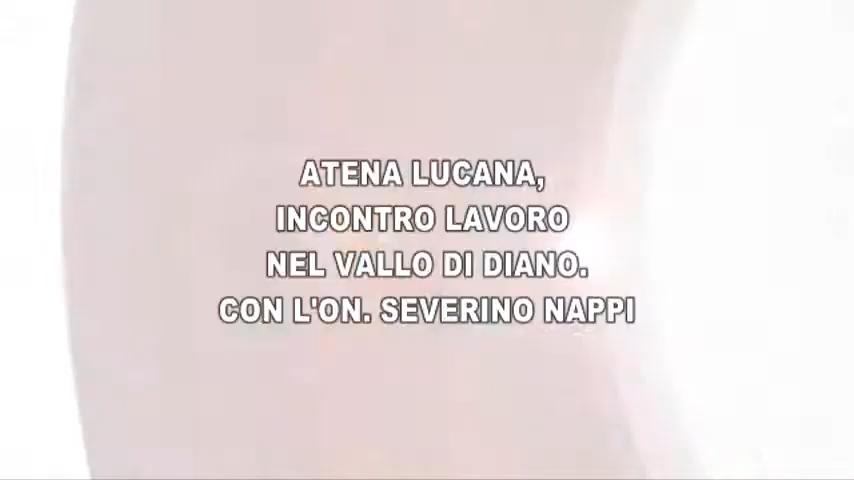 ATENA LUCANA,
INCONTRO LAVORO
NEL VALLO DI DIANO.
CON L'ON. SEVERINO NAPPI